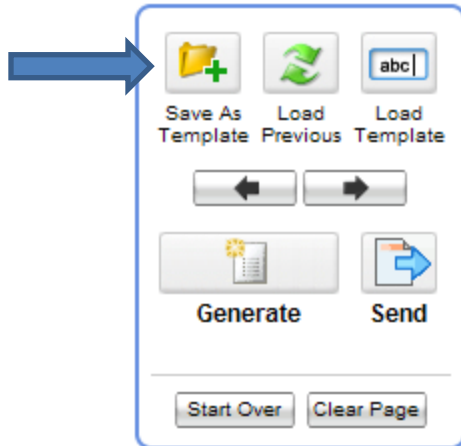 abc
Save As Load Load
Template Previous Template
Generate Send
Start Over Clear Page